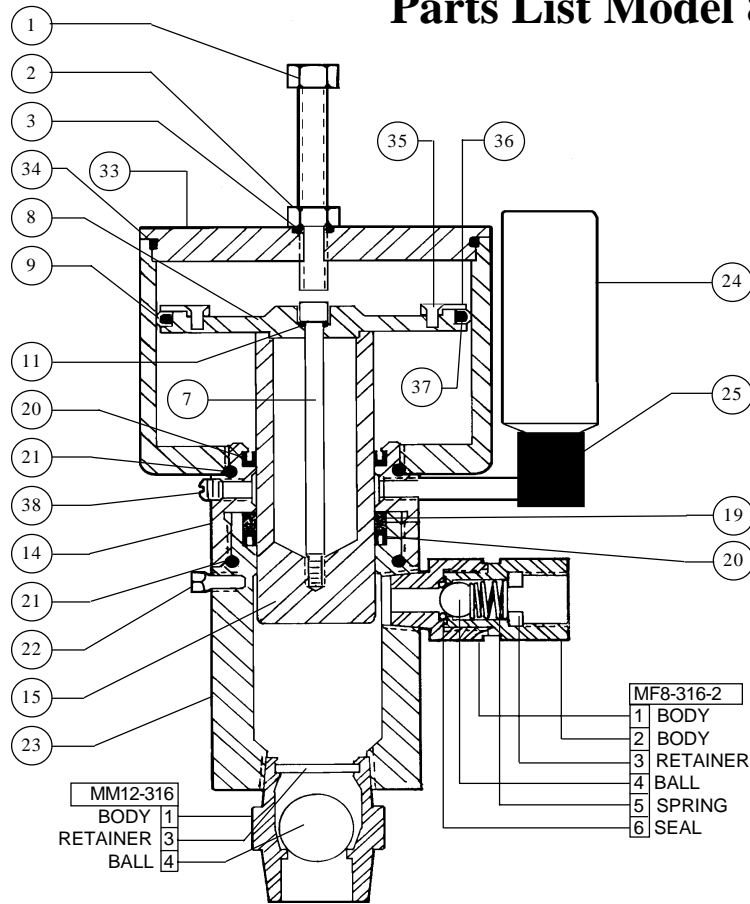 Parts List Model
1
2
3
34
33
8
9
11
20
21
38
14
21
22
15
23
7
35
36
37
24
25
19
20
MF8-316-2
1 BODY
2 BODY
3 RETAINER
4 BALL
5 SPRING
6 SEAL
MM12-316
BODY 1
RETAINER 3
BALL 4